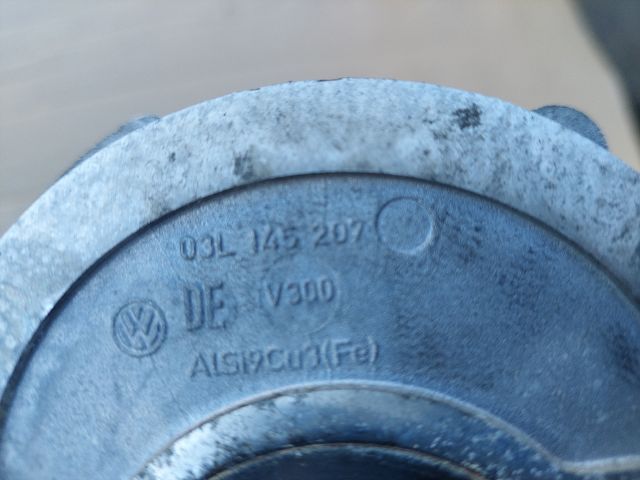 03L 145 207
DE V300
AlSi9Cu3(Fe)